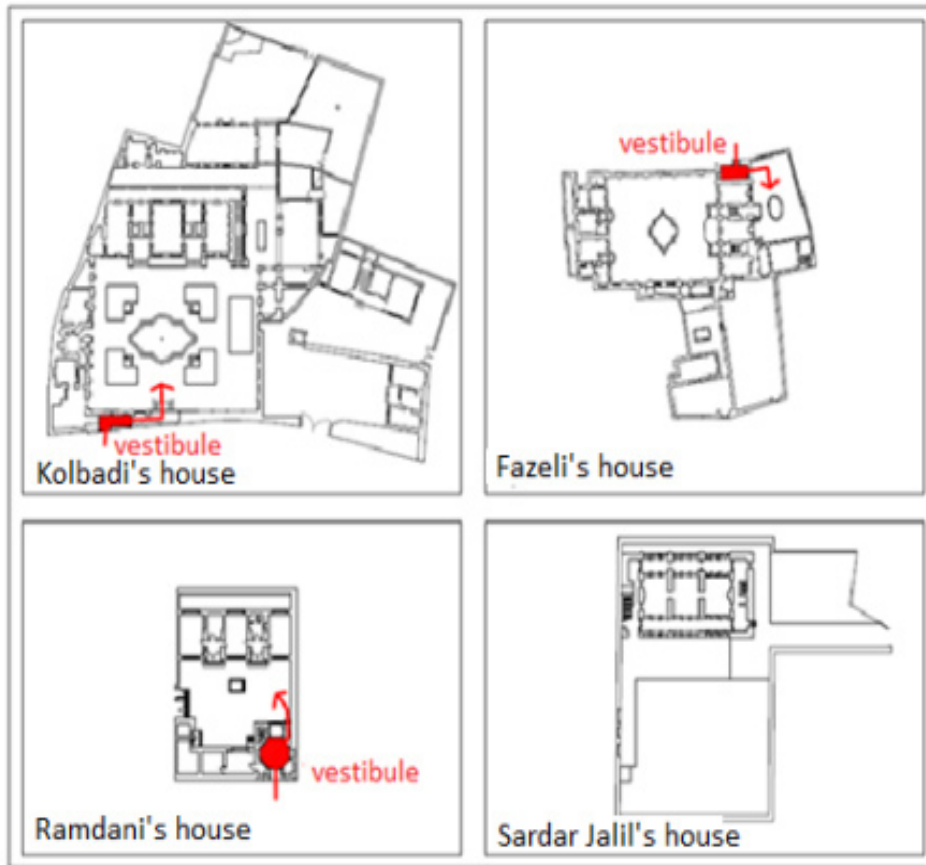 vestibule
Kolbadi's house
vestibule
Fazeli's house
vestibule
Ramdani's house
Sardar Jalil's house